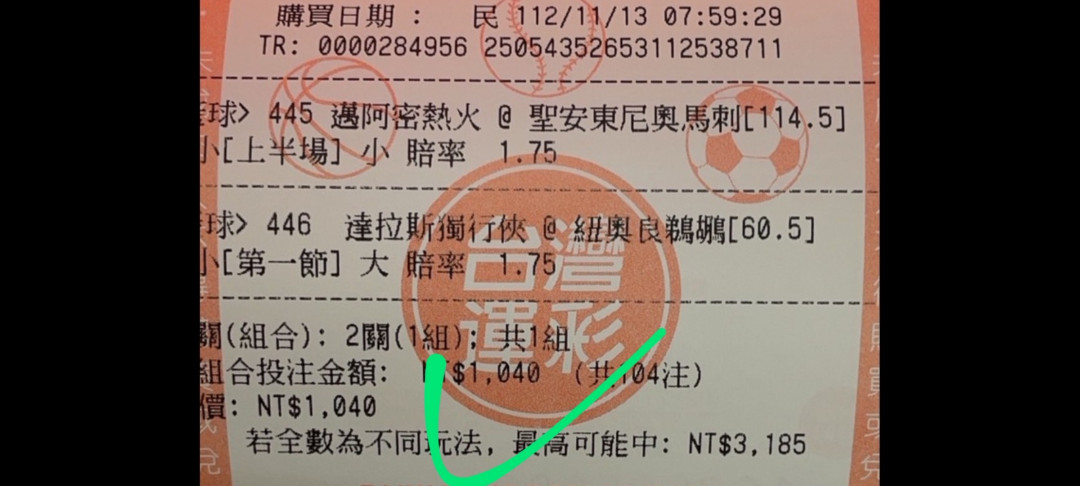 購買日期： 民 112/11/13 07:59:29
TR: 0000284956 25054352653112538711
球> 445 邁阿密熱火 @ 聖安東尼奧馬刺[114.5]
小[上半場] 小 賠率 1.75
球> 446 達拉斯獨行俠 @ 紐奧良鵜鶘[60.5]
小[第一節] 大 賠率 1.75
台灣
運彩
關(組合): 2關(1組); 共1組
組合投注金額: NT$1,040 (共104注)
價: NT$1,040
若全數為不同玩法, 最高可能中: NT$3,185